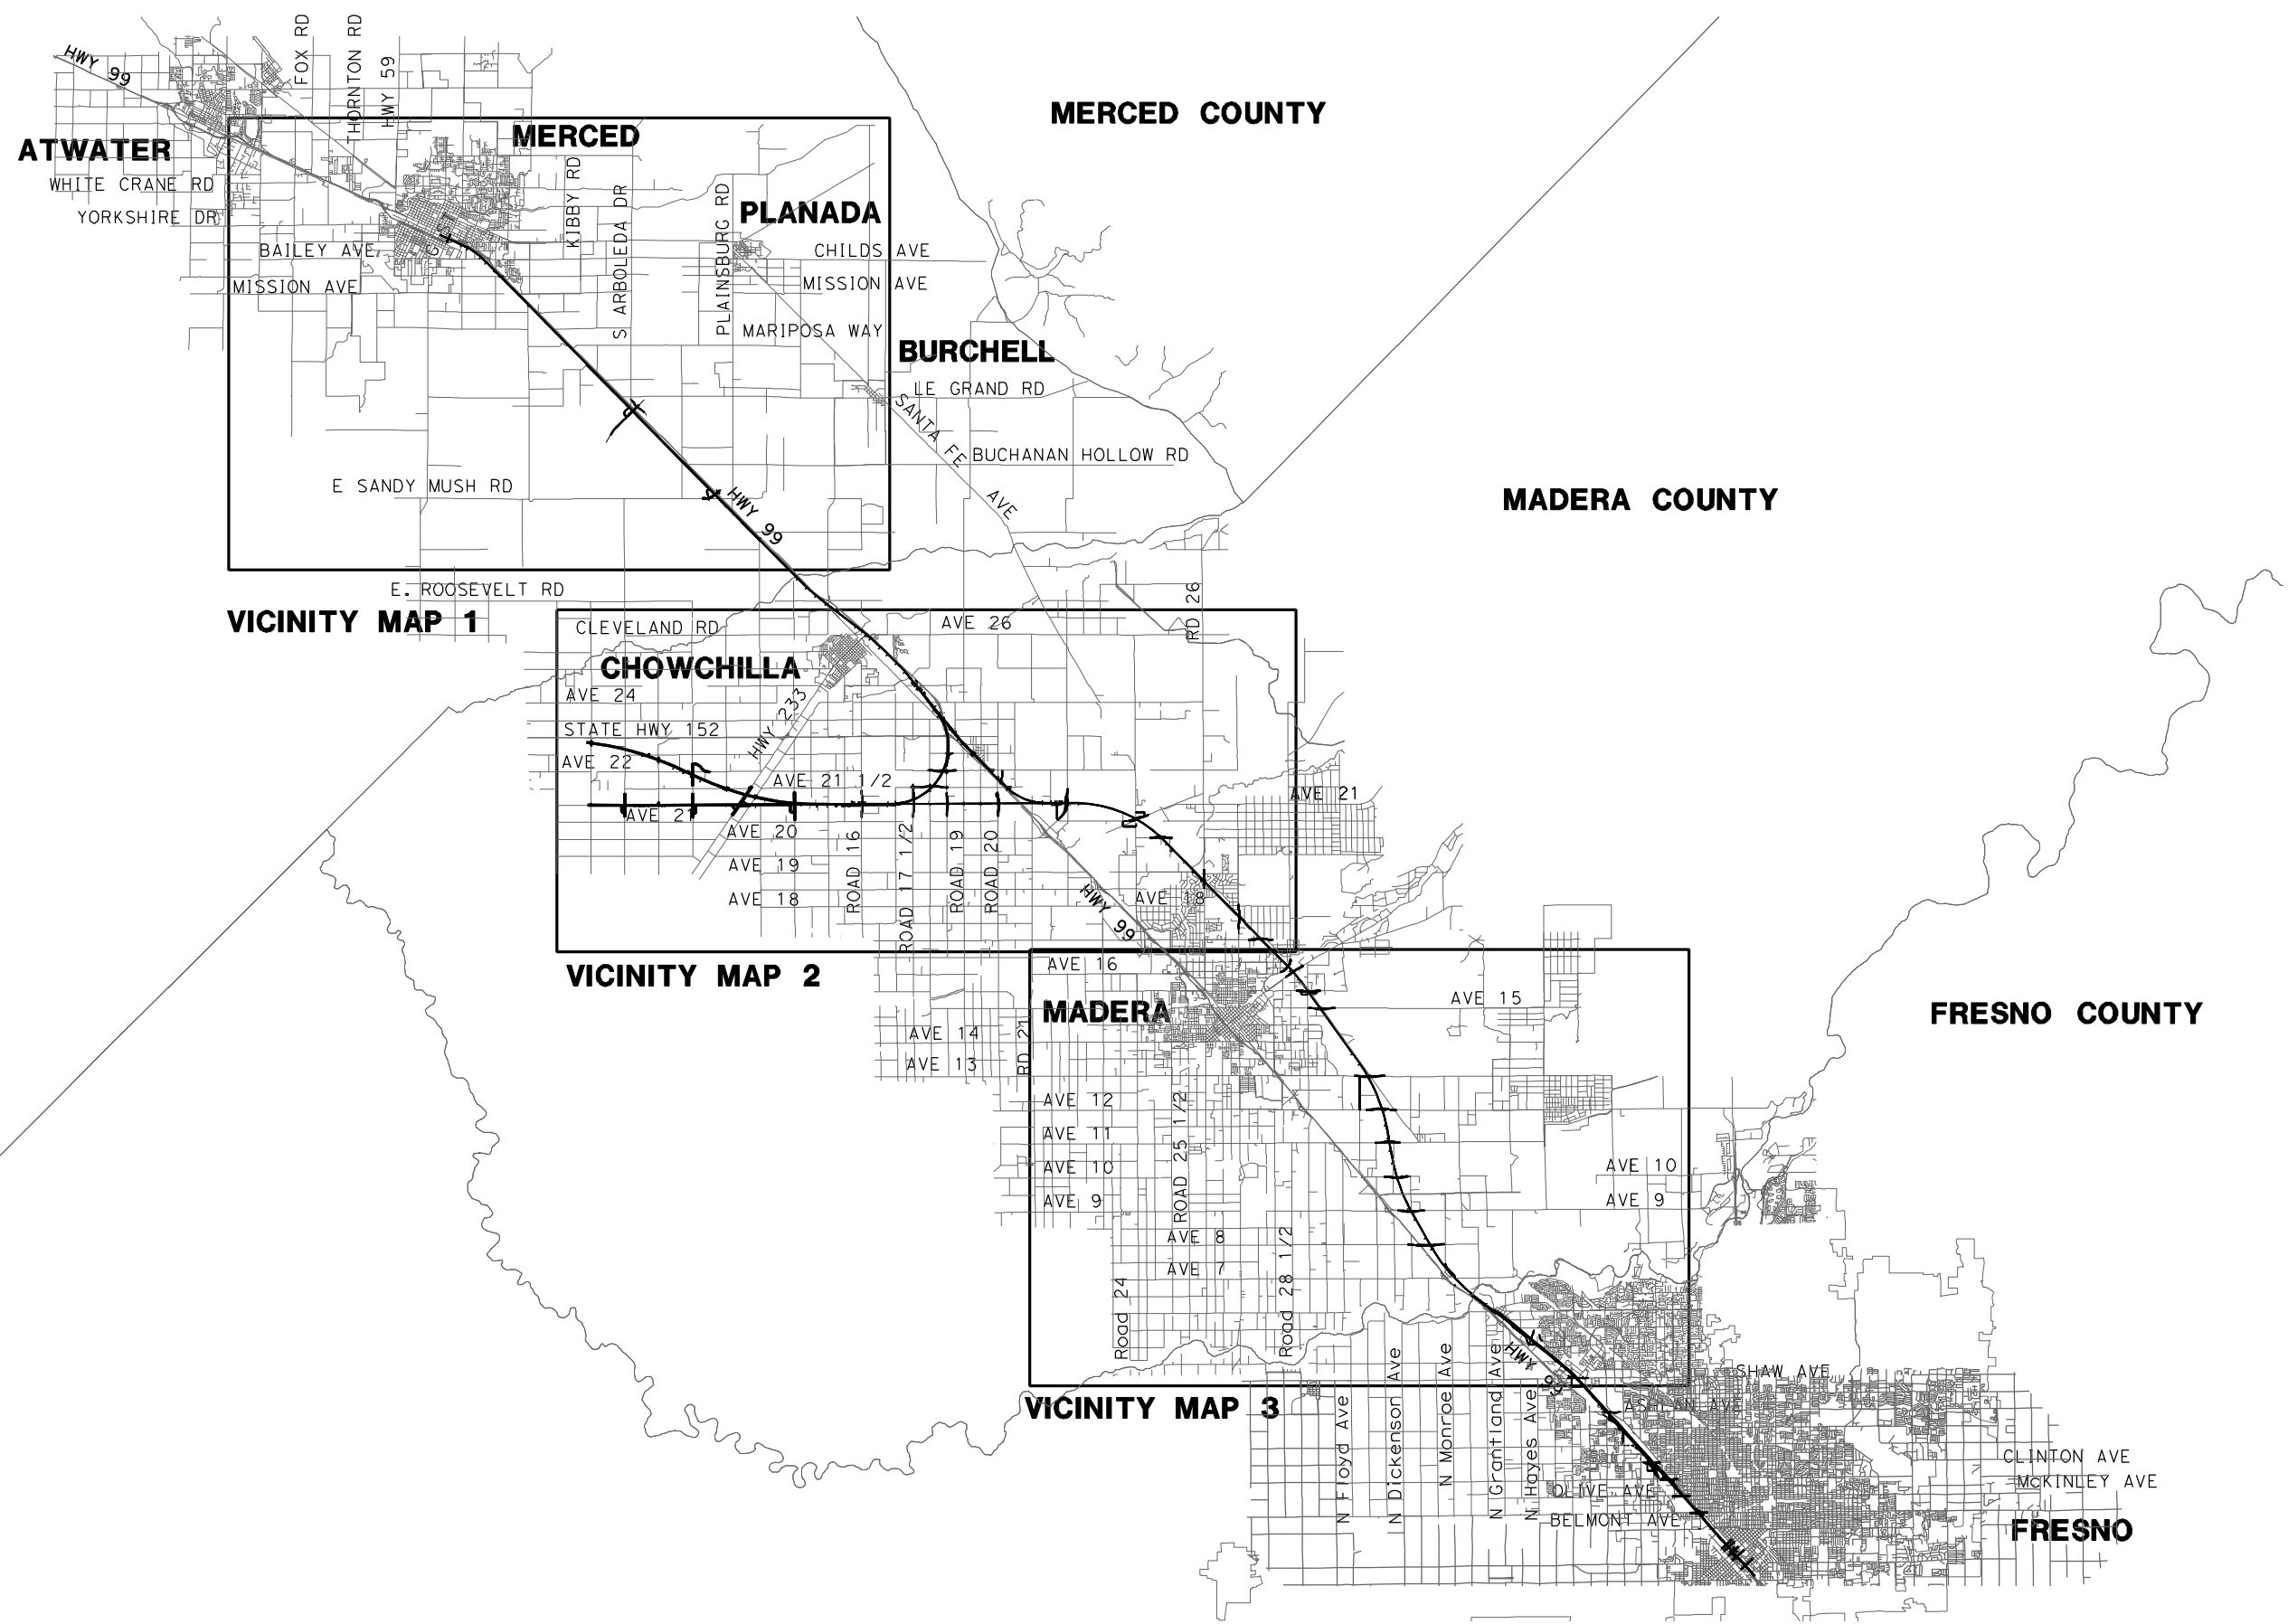 HWY 99
FOX RD
THORNTON RD
HWY 59
MERCED COUNTY
ATWATER
MERCED
WHITE CRANE RD
YORKSHIRE DR
KIBBY RD
S ARBOLEDA DR
PLAINSBURG RD
PLANADA
BAILEY AVE
CHILDS AVE
MISSION AVE
MISSION AVE
MARIPOSA WAY
BURCHELL
LE GRAND RD
SANTA FE AVE
BUCHANAN HOLLOW RD
E SANDY MUSH RD
HWY 99
MADERA COUNTY
E. ROOSEVELT RD
VICINITY MAP 1
CLEVELAND RD
AVE 26
RD 26
CHOWCHILLA
AVE 24
STATE HWY 152
HWY 233
AVE 22
AVE 21 1/2
AVE 21
AVE 21
AVE 20
AVE 19
AVE 18
ROAD 16
ROAD 17 1/2
ROAD 19
ROAD 20
HWY 99
AVE 18
VICINITY MAP 2
AVE 16
MADERA
AVE 15
FRESNO COUNTY
AVE 14
AVE 13
RD 21
AVE 12
AVE 11
AVE 10
AVE 9
ROAD 25 1/2
AVE 10
AVE 9
AVE 8
AVE 7
Road 24
Road 28 1/2
HWY 99
SHAW AVE
VICINITY MAP 3
N Floyd Ave
N Dickenson Ave
N Monroe Ave
N Grantland Ave
N Hayes Ave
ASHLAN AVE
CLINTON AVE
McKINLEY AVE
OLIVE AVE
BELMONT AVE
FRESNO